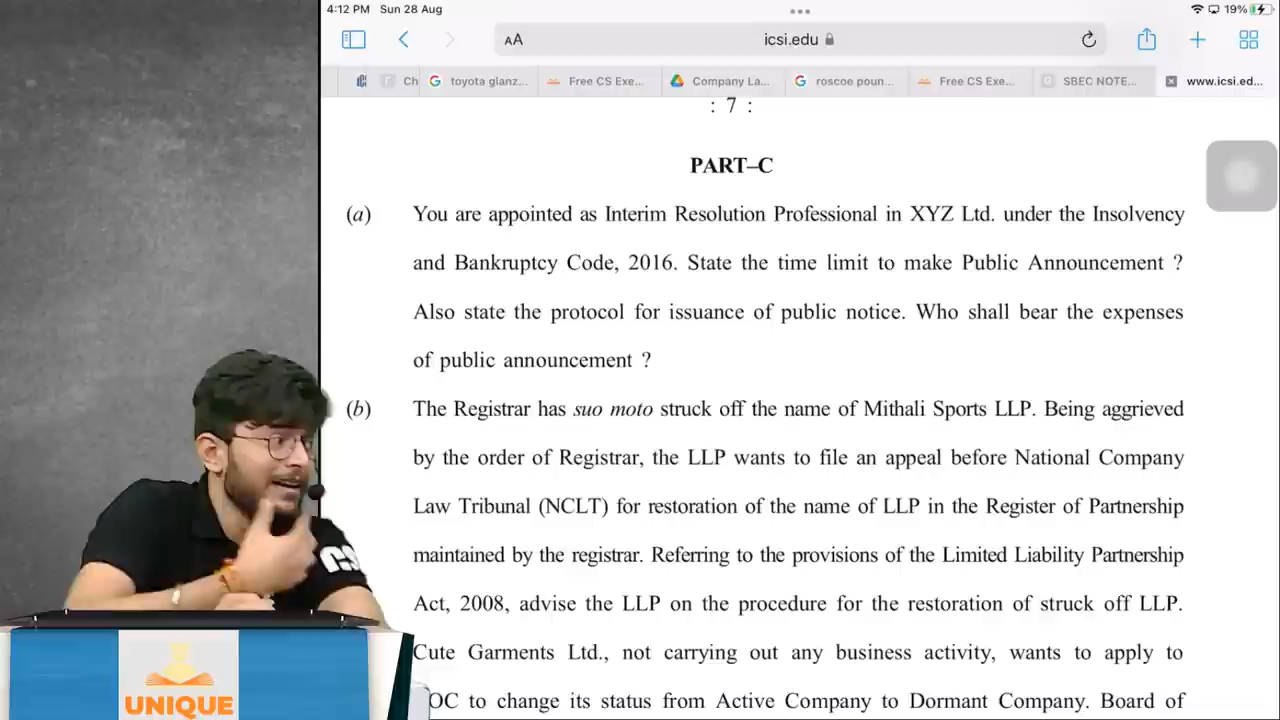 4:12 PM Sun 28 Aug
19%
AA
icsi.edu
Ch
toyota glanz...
Free CS Exe...
Company La...
roscoe poun...
Free CS Exe...
SBEC NOTE...
www.icsi.ed...
: 7 :
PART–C
(a) You are appointed as Interim Resolution Professional in XYZ Ltd. under the Insolvency
and Bankruptcy Code, 2016. State the time limit to make Public Announcement ?
Also state the protocol for issuance of public notice. Who shall bear the expenses
of public announcement ?
(b) The Registrar has suo moto struck off the name of Mithali Sports LLP. Being aggrieved
by the order of Registrar, the LLP wants to file an appeal before National Company
Law Tribunal (NCLT) for restoration of the name of LLP in the Register of Partnership
maintained by the registrar. Referring to the provisions of the Limited Liability Partnership
Act, 2008, advise the LLP on the procedure for the restoration of struck off LLP.
Cute Garments Ltd., not carrying out any business activity, wants to apply to
OC to change its status from Active Company to Dormant Company. Board of
CS
UNIQUE